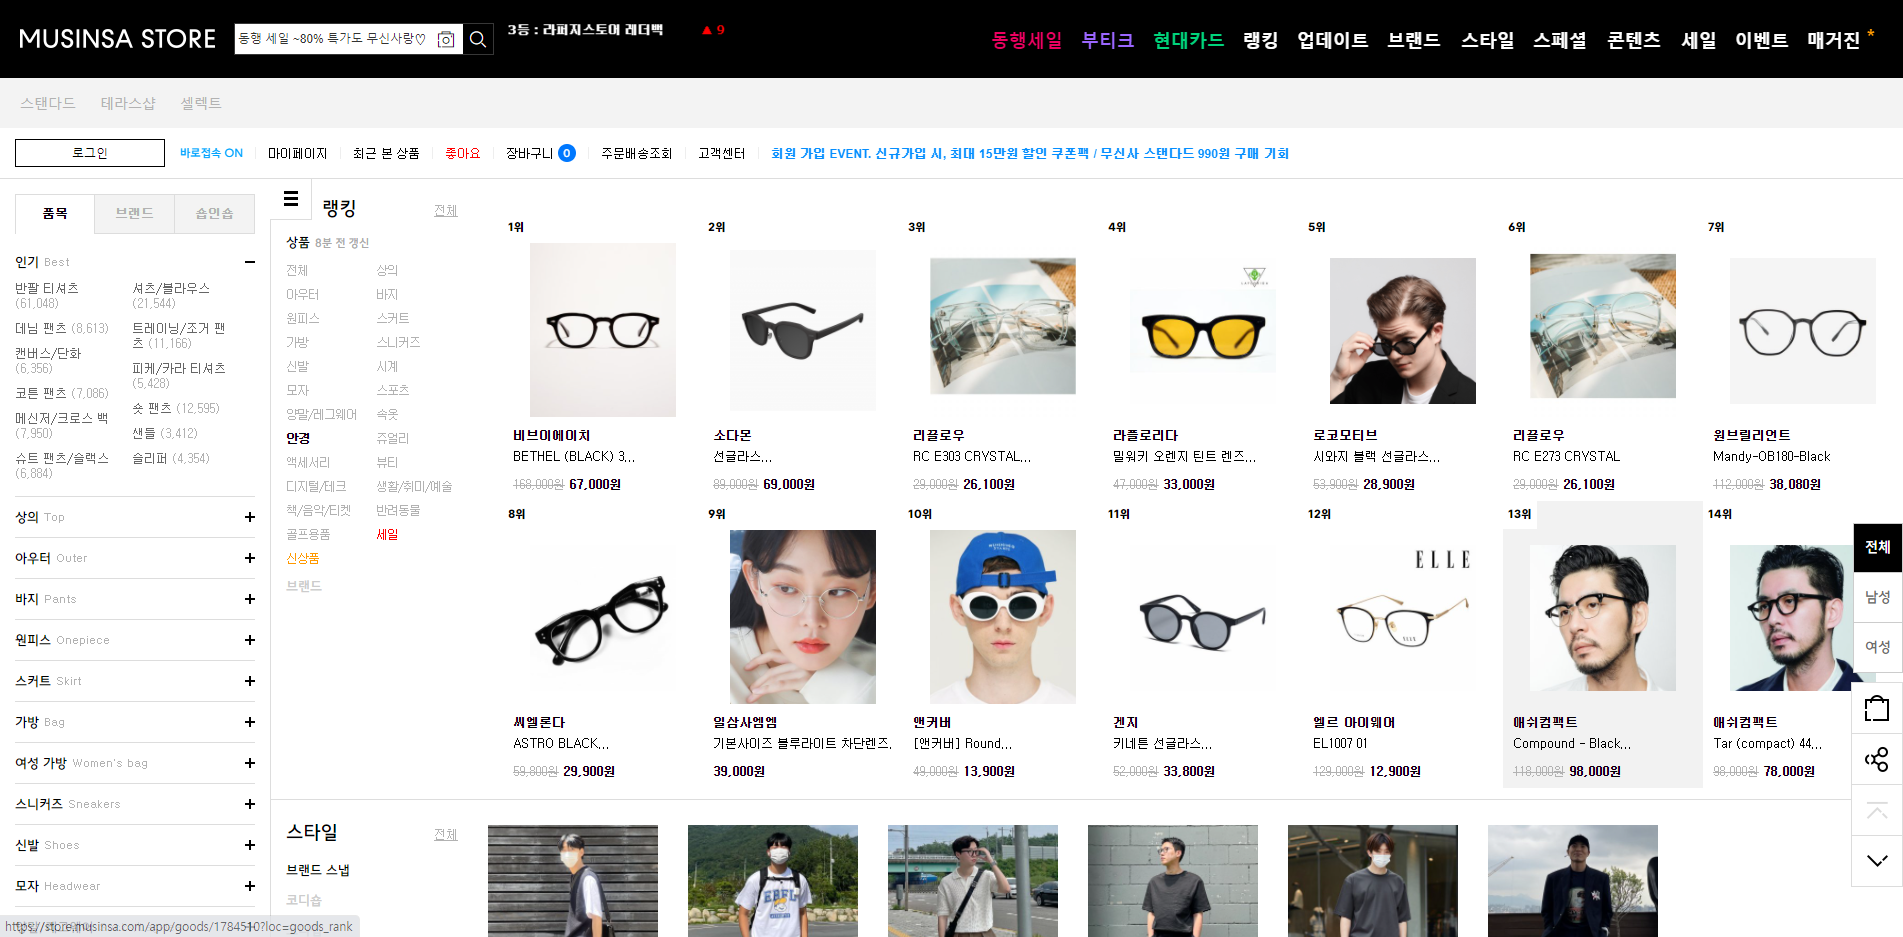 MUSINSA STORE
동행 세일 ~80% 특가도 무신사랑♡
3등 : 라퍼지스토어 레더백 ▲ 9
동행세일 부티크 현대카드 랭킹 업데이트 브랜드 스타일 스페셜 콘텐츠 세일 이벤트 매거진 *
스탠다드 테라스샵 셀렉트
로그인 바로접속 ON 마이페이지 최근 본 상품 좋아요 장바구니 0 주문배송조회 고객센터 회원 가입 EVENT. 신규가입 시, 최대 15만원 할인 쿠폰팩 / 무신사 스탠다드 990원 구매 기회
품목 브랜드 숍인숍
인기 Best
반팔 티셔츠 (61,048)
셔츠/블라우스 (21,544)
데님 팬츠 (8,613)
트레이닝/조거 팬츠 (11,166)
캔버스/단화 (6,356)
피케/카라 티셔츠 (5,428)
코튼 팬츠 (7,086)
숏 팬츠 (12,595)
메신저/크로스 백 (7,950)
샌들 (3,412)
슈트 팬츠/슬랙스 (6,884)
슬리퍼 (4,354)
상의 Top
아우터 Outer
바지 Pants
원피스 Onepiece
스커트 Skirt
가방 Bag
여성 가방 Women's bag
스니커즈 Sneakers
신발 Shoes
모자 Headwear
https://store.musinsa.com/app/goods/1784510?loc=goods_rank
랭킹 전체
상품 8분 전 갱신
전체 상의
아우터 바지
원피스 스커트
가방 스니커즈
신발 시계
모자 스포츠
양말/레그웨어 속옷
안경 쥬얼리
액세서리 뷰티
디지털/테크 생활/취미/예술
책/음악/티켓 반려동물
골프용품 세일
신상품
브랜드
1위 2위 3위 4위 5위 6위 7위
비브이에이치 소다몬 리끌로우 라플로리다 로코모티브 리끌로우 원브릴리언트
BETHEL (BLACK) 3... 선글라스... RC E303 CRYSTAL... 밀워키 오렌지 틴트 렌즈... 시와지 블랙 선글라스... RC E273 CRYSTAL Mandy-OB180-Black
168,000원 67,000원 89,000원 69,000원 29,000원 26,100원 47,000원 33,000원 53,900원 28,900원 29,000원 26,100원 112,000원 38,080원
8위 9위 10위 11위 12위 13위 14위
ELLE
씨엘론다 일삼사엠엠 앤커버 겐지 엘르 아이웨어 애쉬컴팩트 애쉬컴팩트
ASTRO BLACK... 기본사이즈 블루라이트 차단렌즈. [앤커버] Round... 키네튼 선글라스... EL1007 01 Compound - Black... Tar (compact) 44...
59,800원 29,900원 39,000원 49,000원 13,900원 52,000원 33,800원 129,000원 12,900원 118,000원 98,000원 98,000원 78,000원
전체
남성
여성
스타일 전체
브랜드 스냅
코디숍